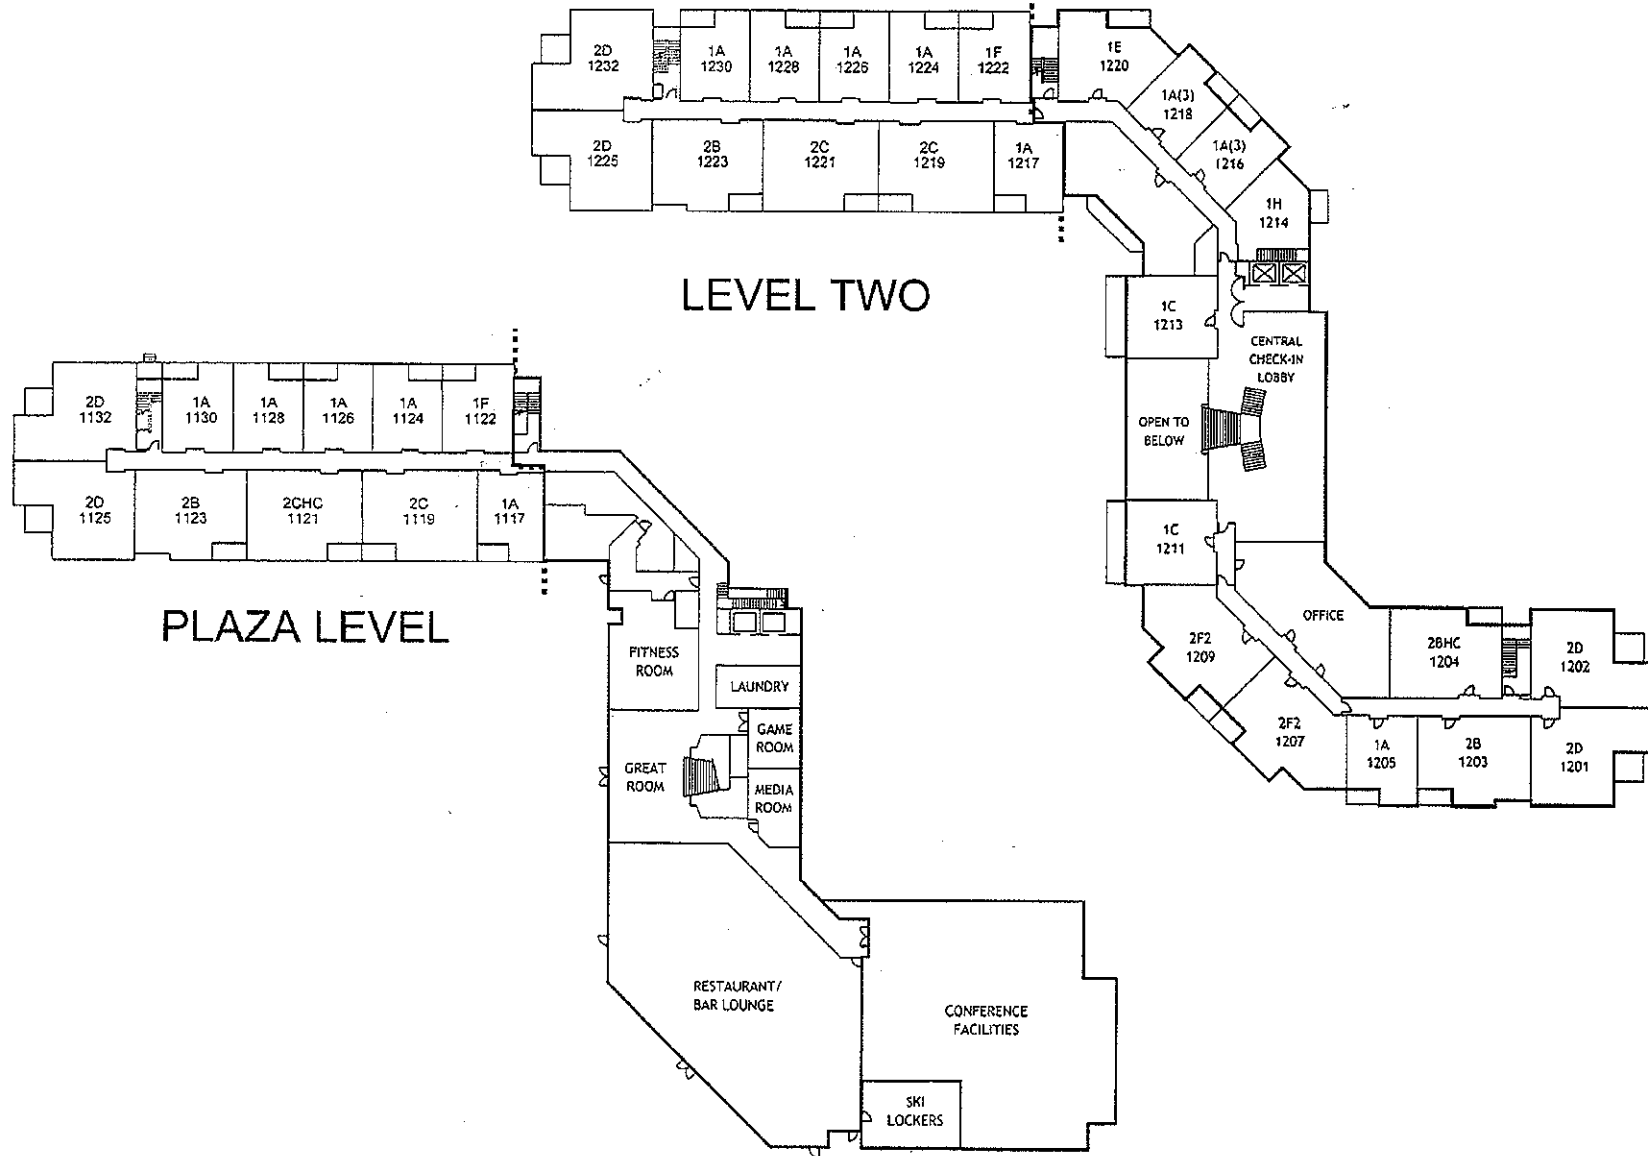 2D
1232
1A
1230
1A
1228
1A
1226
1A
1224
1F
1222
1E
1220
1A(3)
1218
1A(3)
1216
1H
1214
2D
1225
2B
1223
2C
1221
2C
1219
1A
1217
LEVEL TWO
1C
1213
CENTRAL
CHECK-IN
LOBBY
OPEN TO
BELOW
1C
1211
OFFICE
2F2
1209
2F2
1207
2BHC
1204
2D
1202
1A
1205
2B
1203
2D
1201
2D
1132
1A
1130
1A
1128
1A
1126
1A
1124
1F
1122
2D
1125
2B
1123
2CHC
1121
2C
1119
1A
1117
PLAZA LEVEL
FITNESS
ROOM
LAUNDRY
GAME
ROOM
GREAT
ROOM
MEDIA
ROOM
RESTAURANT/
BAR LOUNGE
CONFERENCE
FACILITIES
SKI
LOCKERS